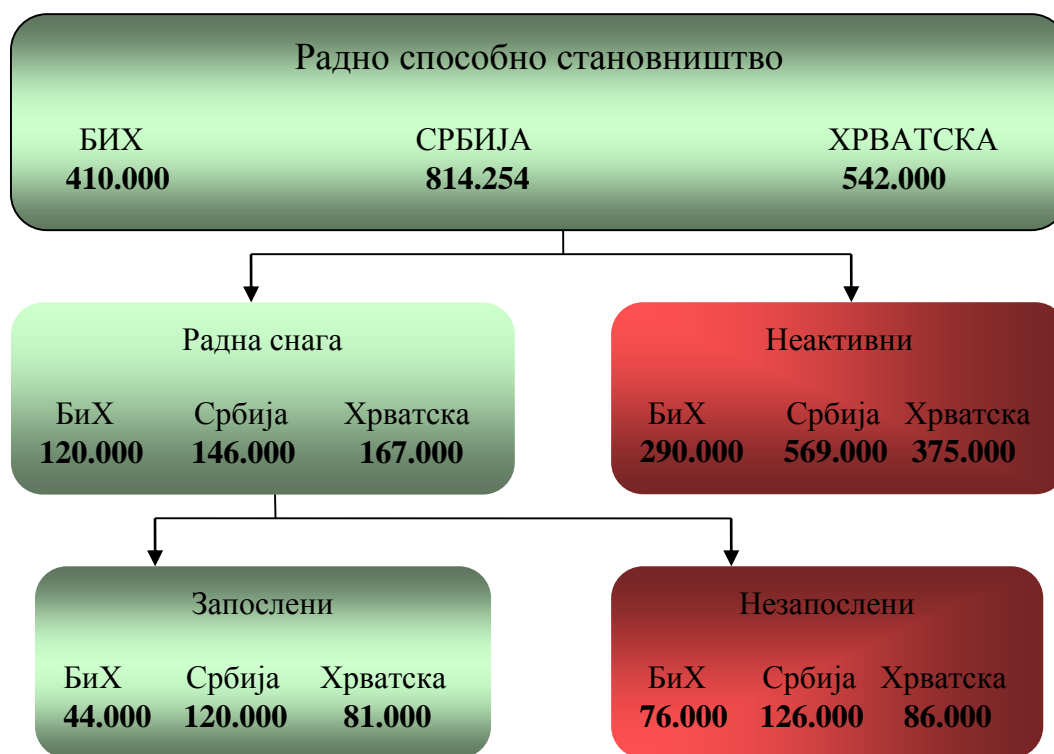 Радно способно становништво
БИХ СРБИЈА ХРВАТСКА
410.000 814.254 542.000
Радна снага
БиХ Србија Хрватска
120.000 146.000 167.000
Неактивни
БиХ Србија Хрватска
290.000 569.000 375.000
Запослени
БиХ Србија Хрватска
44.000 120.000 81.000
Незапослени
БиХ Србија Хрватска
76.000 126.000 86.000